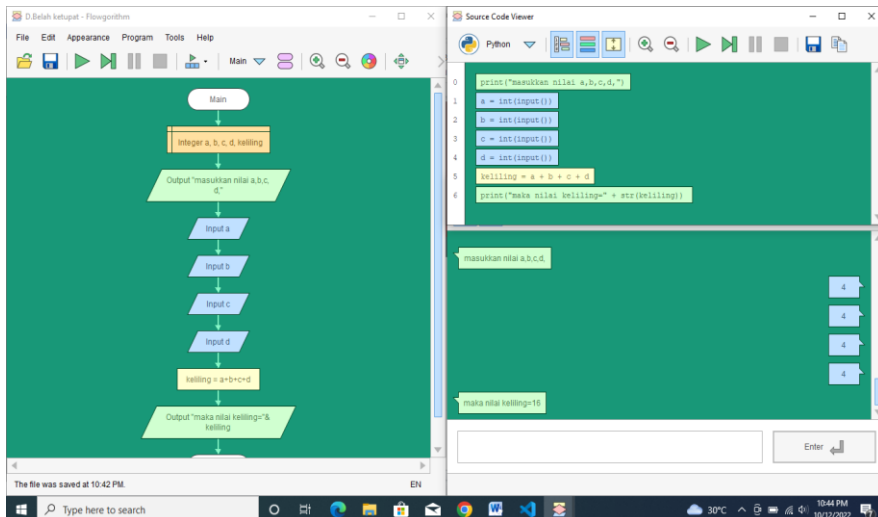 D.Belah ketupat - Flowgorithm
File Edit Appearance Program Tools Help
Main
Main
Integer a, b, c, d, keliling
Output "masukkan nilai a,b,c,
d,"
Input a
Input b
Input c
Input d
keliling = a+b+c+d
Output "maka nilai keliling="&
keliling
The file was saved at 10:42 PM.
EN
Source Code Viewer
Python
0 print("masukkan nilai a,b,c,d,")
1 a = int(input())
2 b = int(input())
3 c = int(input())
4 d = int(input())
5 keliling = a + b + c + d
6 print("maka nilai keliling=" + str(keliling))
masukkan nilai a,b,c,d,
4
4
4
4
maka nilai keliling=16
Enter
Type here to search
30°C
10:44 PM
10/12/2022